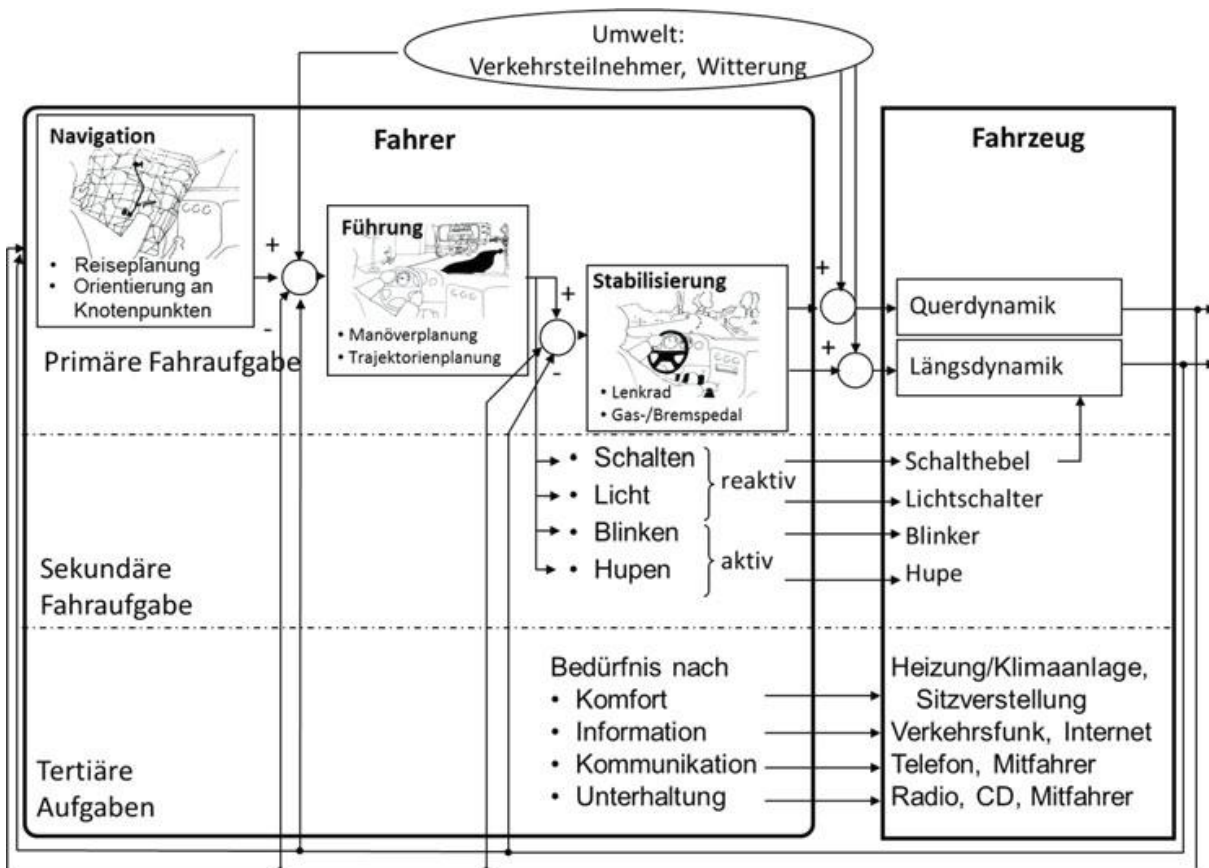 Umwelt:
Verkehrsteilnehmer, Witterung
Fahrer
Fahrzeug
Navigation
• Reiseplanung
• Orientierung an
Knotenpunkten
+
-
Führung
• Manöverplanung
• Trajektorienplanung
+
-
Stabilisierung
• Lenkrad
• Gas-/Bremspedal
+
+
Querdynamik
Längsdynamik
Primäre Fahraufgabe
Sekundäre
Fahraufgabe
• Schalten
• Licht
reaktiv
• Blinken
• Hupen
aktiv
Schalthebel
Lichtschalter
Blinker
Hupe
Tertiäre
Aufgaben
Bedürfnis nach
• Komfort
• Information
• Kommunikation
• Unterhaltung
Heizung/Klimaanlage,
Sitzverstellung
Verkehrsfunk, Internet
Telefon, Mitfahrer
Radio, CD, Mitfahrer